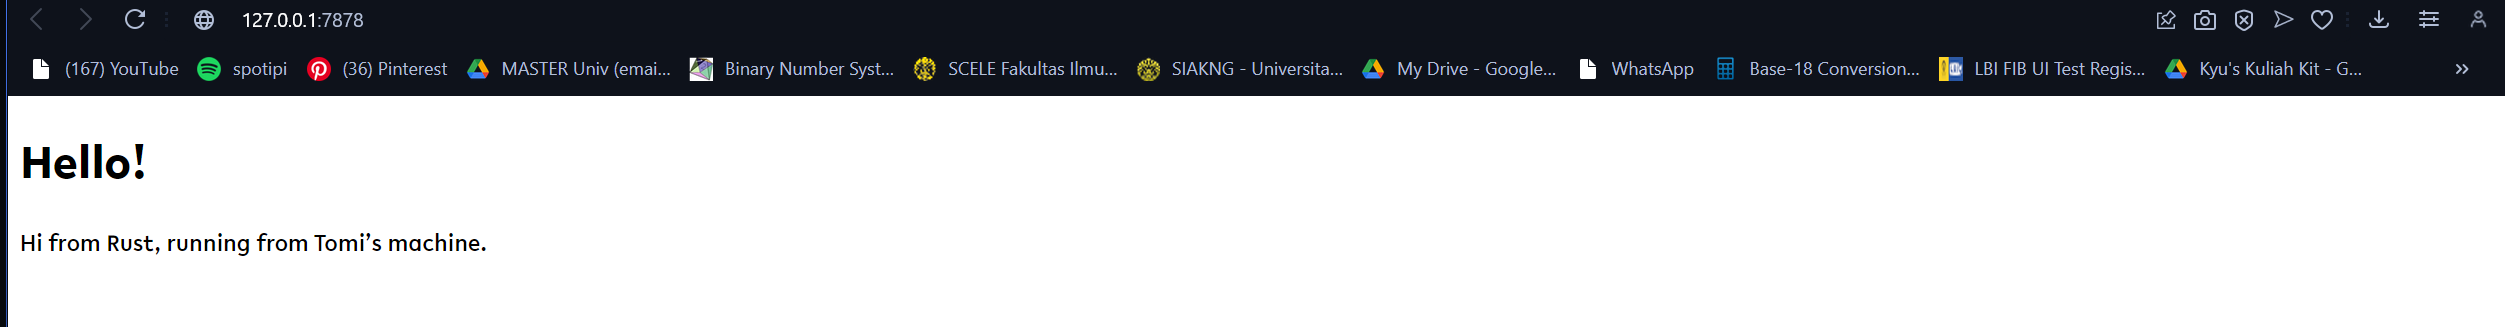 127.0.0.1:7878
(167) YouTube spotipi (36) Pinterest MASTER Univ (emai... Binary Number Syst... SCELE Fakultas Ilmu... SIAKNG - Universita... My Drive - Google... WhatsApp Base-18 Conversion... LBI FIB UI Test Regis... Kyu's Kuliah Kit - G...
Hello!
Hi from Rust, running from Tomi’s machine.